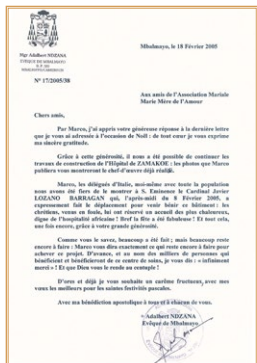 Mgr Adalbert NDZANA
EVEQUE DE MBALMAYO
Mbalmayo, le 18 Février 2005
N° 17/2005/38
Aux amis de l'Association Mariale
Marie Mère de l'Amour
Chers amis,
Par Marco, j'ai appris votre généreuse réponse à la dernière lettre
que je vous ai adressée à l'occasion de Noël : de tout cœur je vous exprime
ma sincère gratitude.
Grâce à cette générosité, il nous a été possible de continuer les
travaux de construction de l'Hôpital de ZAMAKOE : les photos que Marco
publiera vous montreront le chef d'œuvre déjà réalisé.
Marco, les délégués d'Italie, moi-même avec toute la population
nous avons été fiers de le montrer à S. Eminence le Cardinal Javier
LOZANO BARRAGAN qui, l'après-midi du 8 Février 2005, a
expressément fait le déplacement pour venir bénir ce bâtiment : les
chrétiens, venus en foule, lui ont réservé un accueil des plus chaleureux,
digne de l'hospitalité africaine ! Bref la fête a été fabuleuse ! Et tout cela,
une fois encore, grâce à votre grande générosité.
Comme vous le savez, beaucoup a été fait ; mais beaucoup reste
encore à faire : Marco vous dira exactement ce qui reste encore à faire pour
achever ce projet. D'avance, et au nom des milliers de personnes qui
bénéficient et bénéficieront de ce centre de soins, je vous dis : « infiniment
merci » ! Et que Dieu vous le rende au centuple !
D'ores et déjà je vous souhaite un carême fructueux, avec mes
vœux les meilleurs pour les saintes festivités pascales.
Avec ma bénédiction apostolique à tous et à chacun de vous.
+ Adalbert NDZANA
Evêque de Mbalmayo.